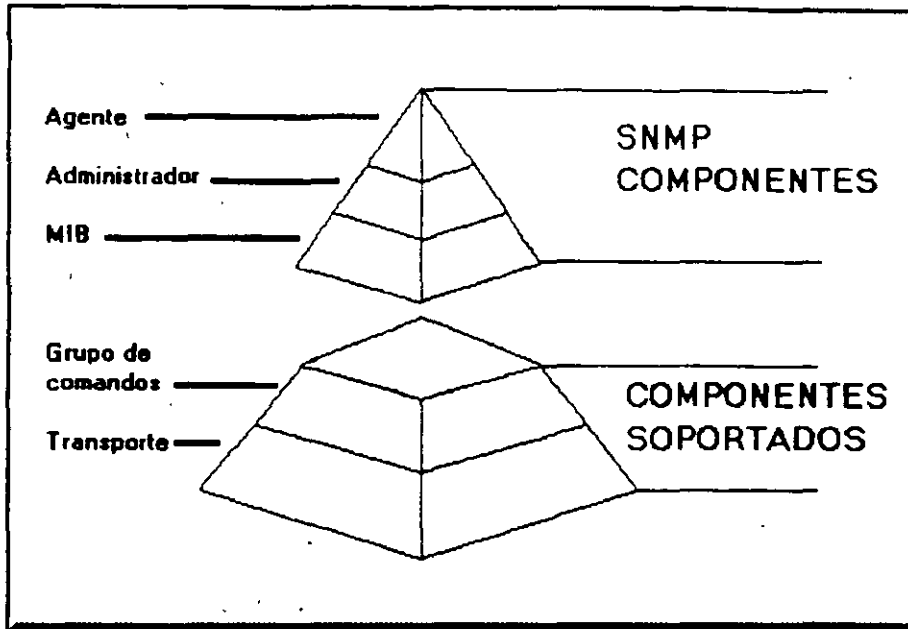 Agente
Administrador
MIB
SNMP
COMPONENTES
Grupo de
comandos
Transporte
COMPONENTES
SOPORTADOS